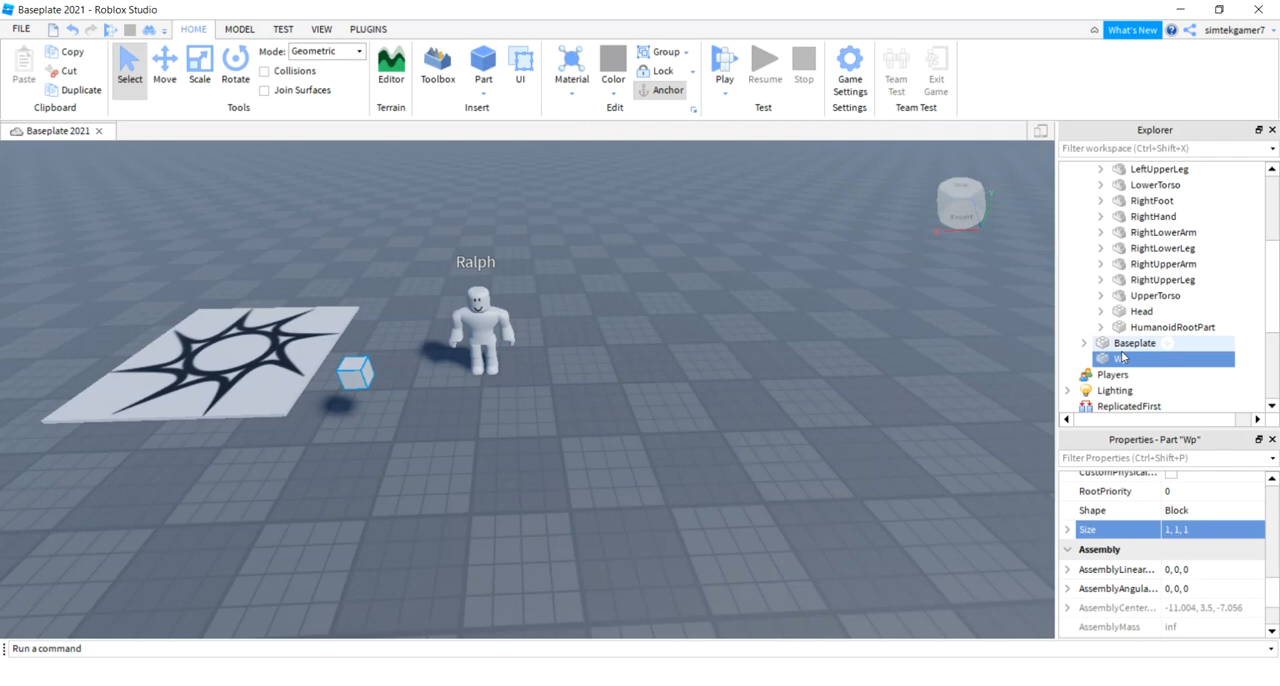 Baseplate 2021 - Roblox Studio
FILE HOME MODEL TEST VIEW PLUGINS What's New simtekgamer7
Paste Copy Cut Duplicate Select Move Scale Rotate Mode: Geometric Collisions Join Surfaces Editor Toolbox Part UI Material Color Group Lock Anchor Play Resume Stop Game Settings Team Test Exit Game
Clipboard Tools Terrain Insert Edit Test Settings Team Test
Baseplate 2021
Ralph
Front
Explorer
Filter workspace (Ctrl+Shift+X)
LeftUpperLeg
LowerTorso
RightFoot
RightHand
RightLowerArm
RightLowerLeg
RightUpperArm
RightUpperLeg
UpperTorso
Head
HumanoidRootPart
Baseplate
Players
Lighting
ReplicatedFirst
Properties - Part "Wp"
Filter Properties (Ctrl+Shift+P)
CustomPhysical...
RootPriority 0
Shape Block
Size 1, 1, 1
Assembly
AssemblyLinear... 0, 0, 0
AssemblyAngula... 0, 0, 0
AssemblyCenter... -11.004, 3.5, -7.056
AssemblyMass inf
Run a command